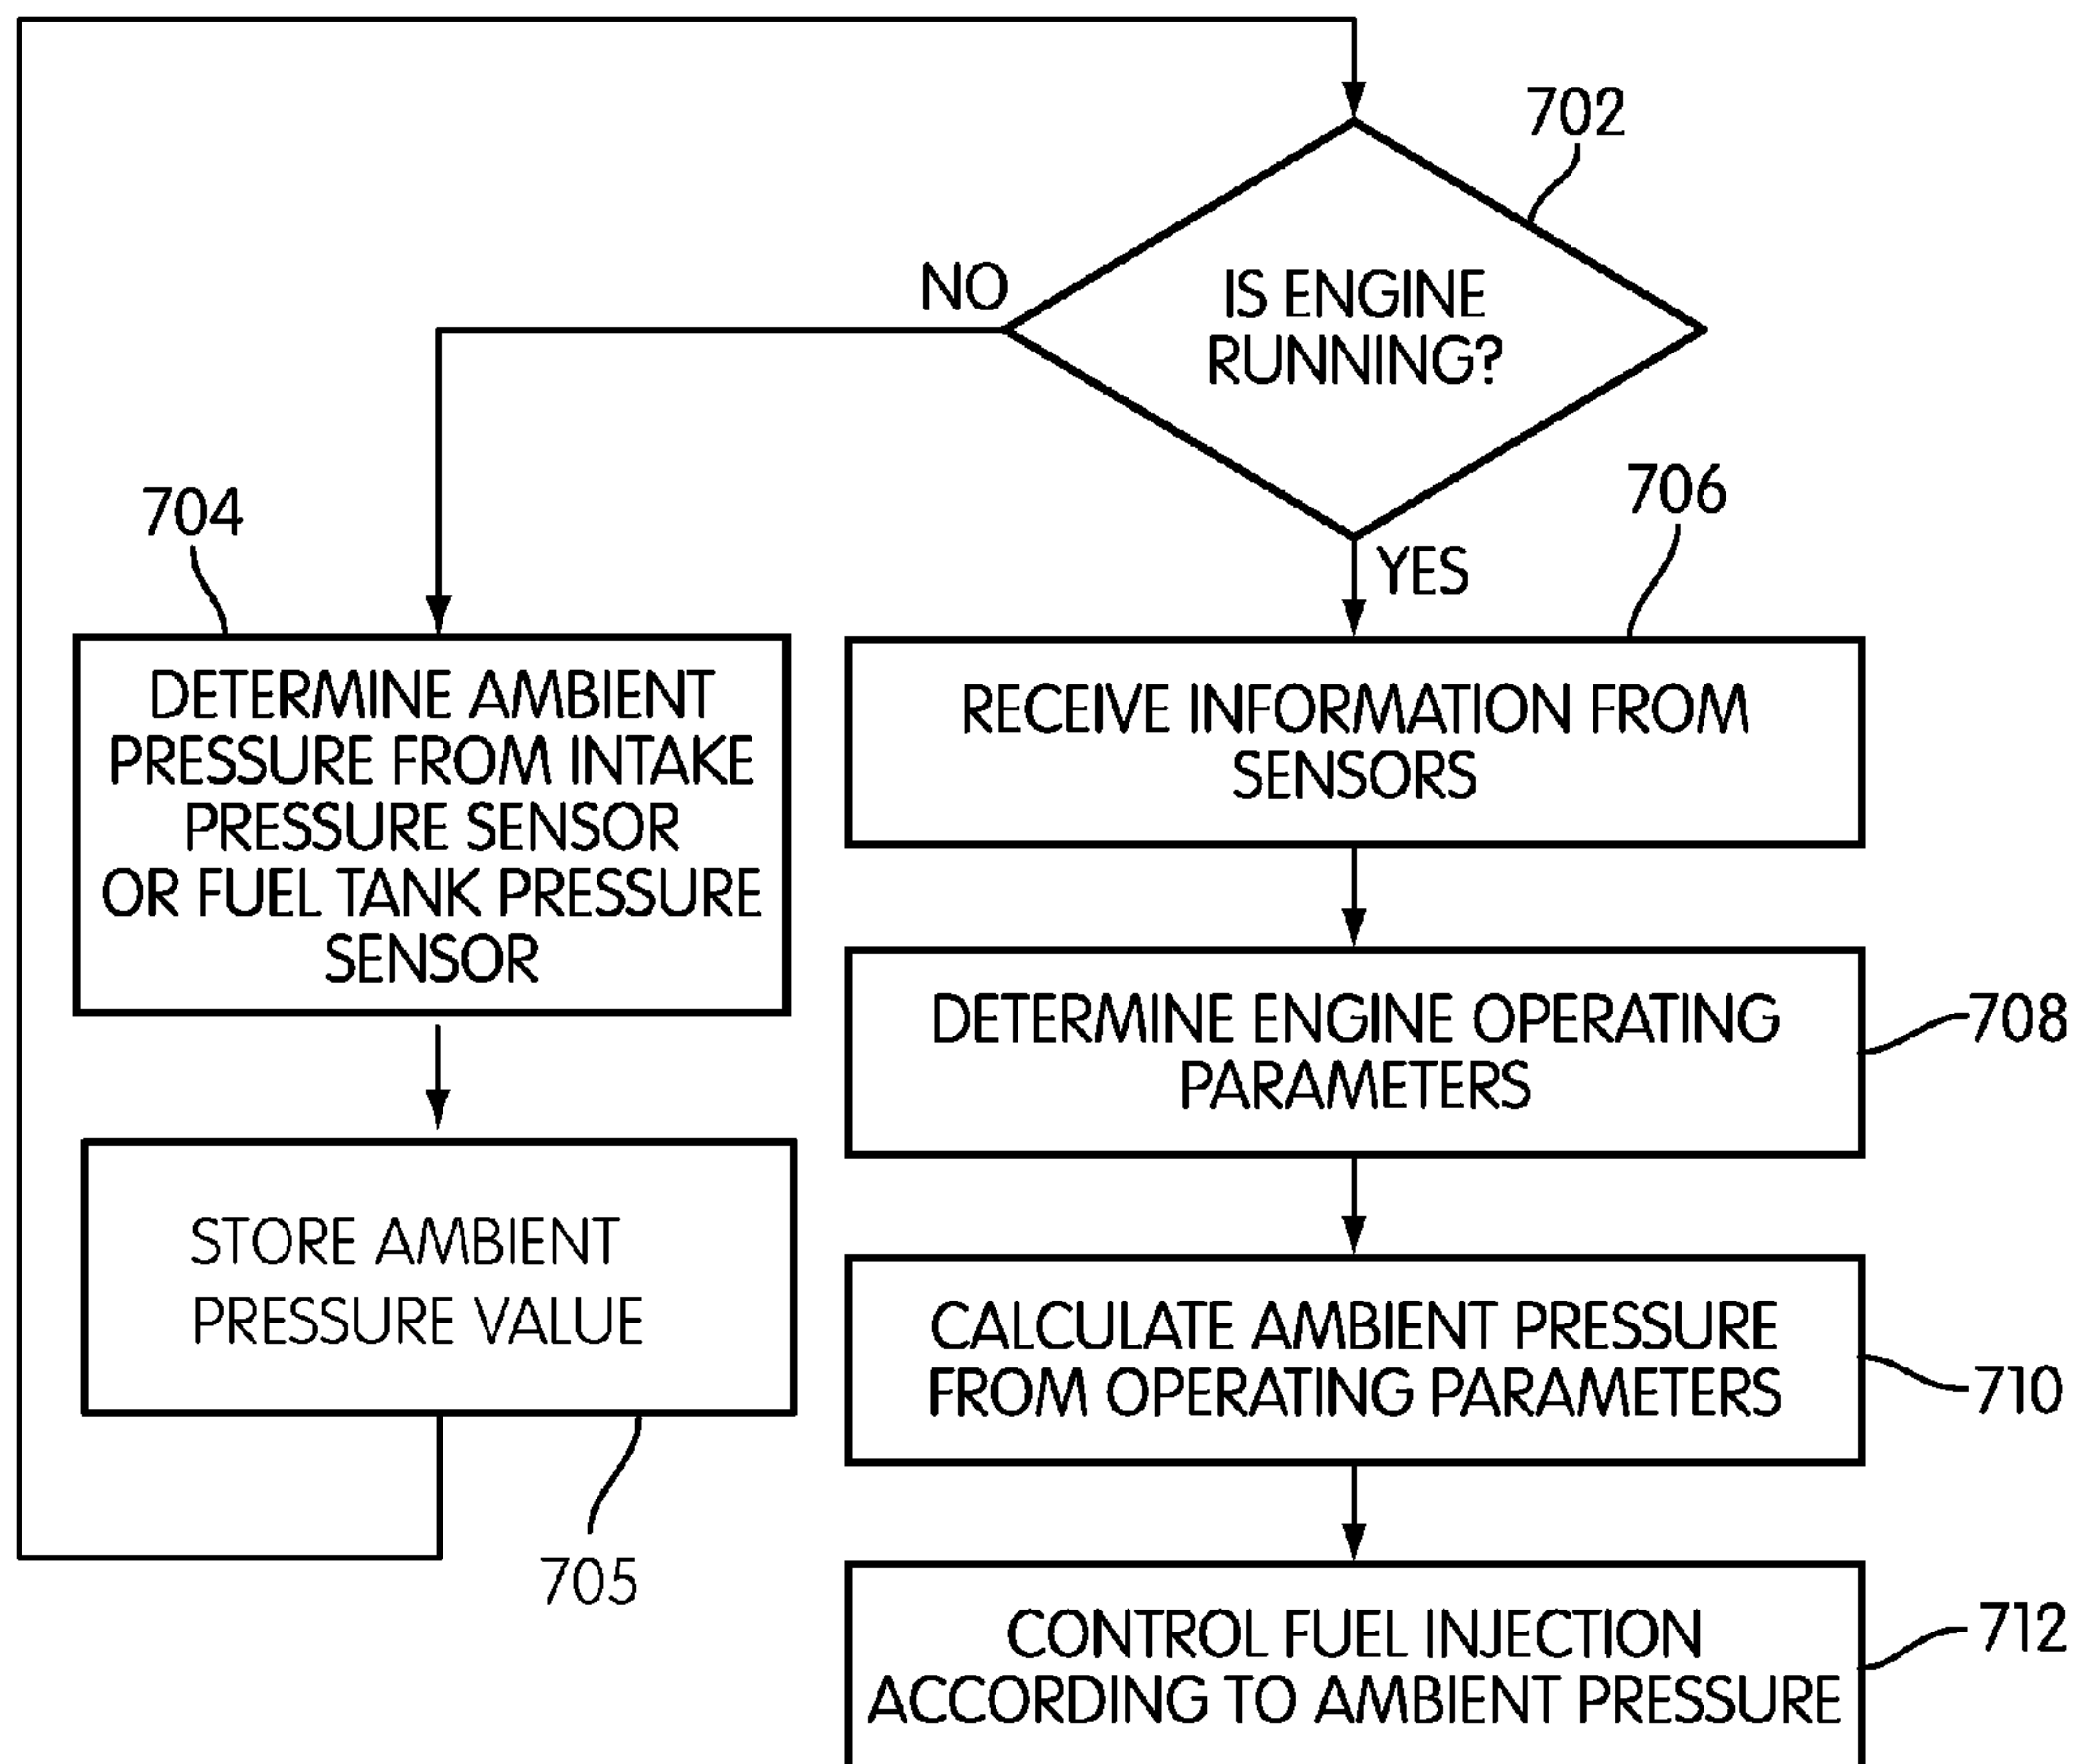 702
IS ENGINE
RUNNING?
NO
YES
704
DETERMINE AMBIENT
PRESSURE FROM INTAKE
PRESSURE SENSOR
OR FUEL TANK PRESSURE
SENSOR
STORE AMBIENT
PRESSURE VALUE
705
706
RECEIVE INFORMATION FROM
SENSORS
DETERMINE ENGINE OPERATING
PARAMETERS
708
CALCULATE AMBIENT PRESSURE
FROM OPERATING PARAMETERS
710
CONTROL FUEL INJECTION
ACCORDING TO AMBIENT PRESSURE
712